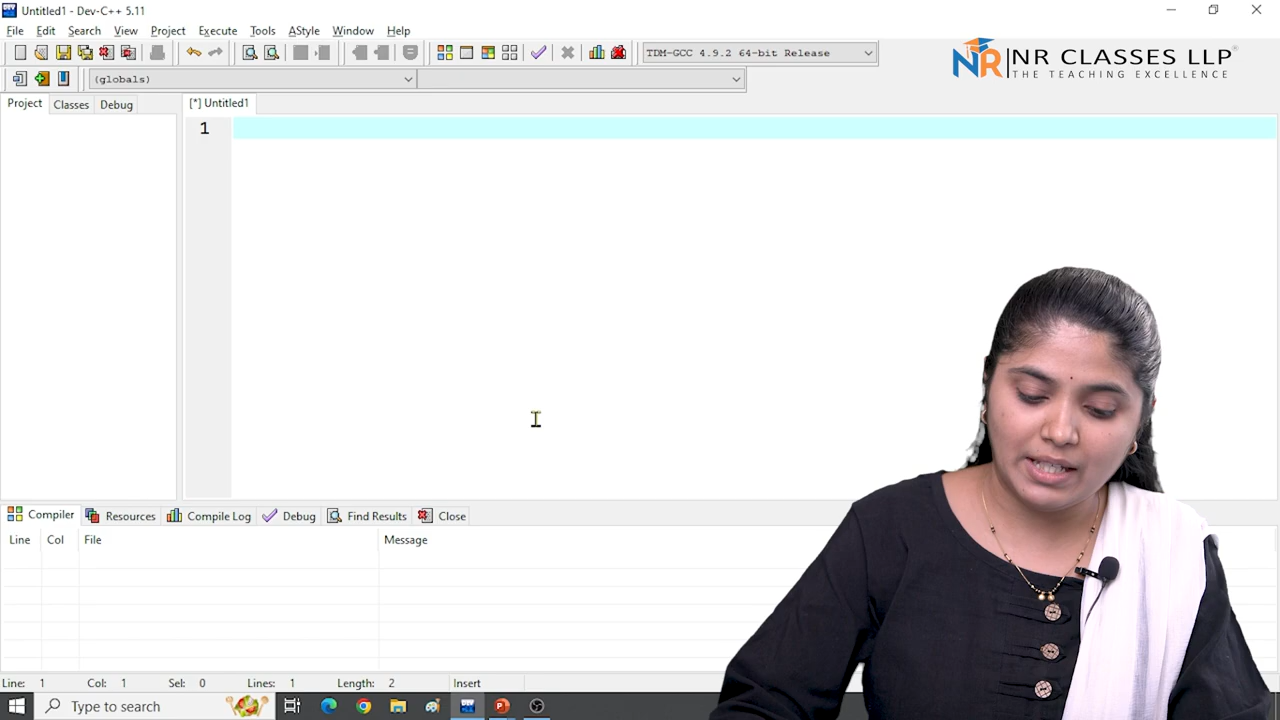 Untitled1 - Dev-C++ 5.11
File Edit Search View Project Execute Tools AStyle Window Help
TDM-GCC 4.9.2 64-bit Release
(globals)
NR NR CLASSES LLP
THE TEACHING EXCELLENCE
Project Classes Debug
[*] Untitled1
1
Compiler Resources Compile Log Debug Find Results Close
Line Col File Message
Line: 1 Col: 1 Sel: 0 Lines: 1 Length: 2 Insert
Type to search